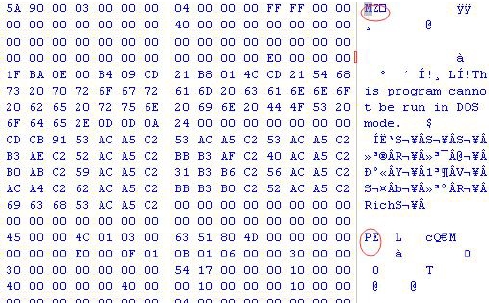 5A 90 00 03 00 00 00 04 00 00 00 FF FF 00 00 MZ□ ÿÿ
00 00 00 00 00 00 00 40 00 00 00 00 00 00 00 ¸ @
00 00 00 00 00 00 00 00 00 00 00 00 00 00 00
00 00 00 00 00 00 00 00 00 00 00 E0 00 00 00 à
1F BA 0E 00 B4 09 CD 21 B8 01 4C CD 21 54 68 º ´ Í!¸ LÍ!Th
73 20 70 72 6F 67 72 61 6D 20 63 61 6E 6E 6F is program canno
20 62 65 20 72 75 6E 20 69 6E 20 44 4F 53 20 t be run in DOS
6F 64 65 2E 0D 0D 0A 24 00 00 00 00 00 00 00 mode. $
CD CB 91 53 AC A5 C2 53 AC A5 C2 53 AC A5 C2 ÍË‘S¬¥ÂS¬¥ÂS¬¥Â
B3 AE C2 52 AC A5 C2 BB B3 AF C2 40 AC A5 C2 »³®ÂR¬¥Â»³¯Â@¬¥Â
B0 AB C2 59 AC A5 C2 31 B3 B6 C2 56 AC A5 C2 Ð°«ÂY¬¥Â1³¶ÂV¬¥Â
AC A4 C2 62 AC A5 C2 BB B3 B0 C2 52 AC A5 C2 S¬¤Âb¬¥Â»³°ÂR¬¥Â
69 63 68 53 AC A5 C2 00 00 00 00 00 00 00 00 RichS¬¥Â
00 00 00 00 00 00 00 00 00 00 00 00 00 00 00
45 00 00 4C 01 03 00 63 51 80 4D 00 00 00 00 PE L cQ€M
00 00 00 E0 00 0F 01 0B 01 06 00 00 30 00 00 à 0
30 00 00 00 00 00 00 54 17 00 00 00 10 00 00 0 T
40 00 00 00 00 40 00 00 10 00 00 00 10 00 00 @ @